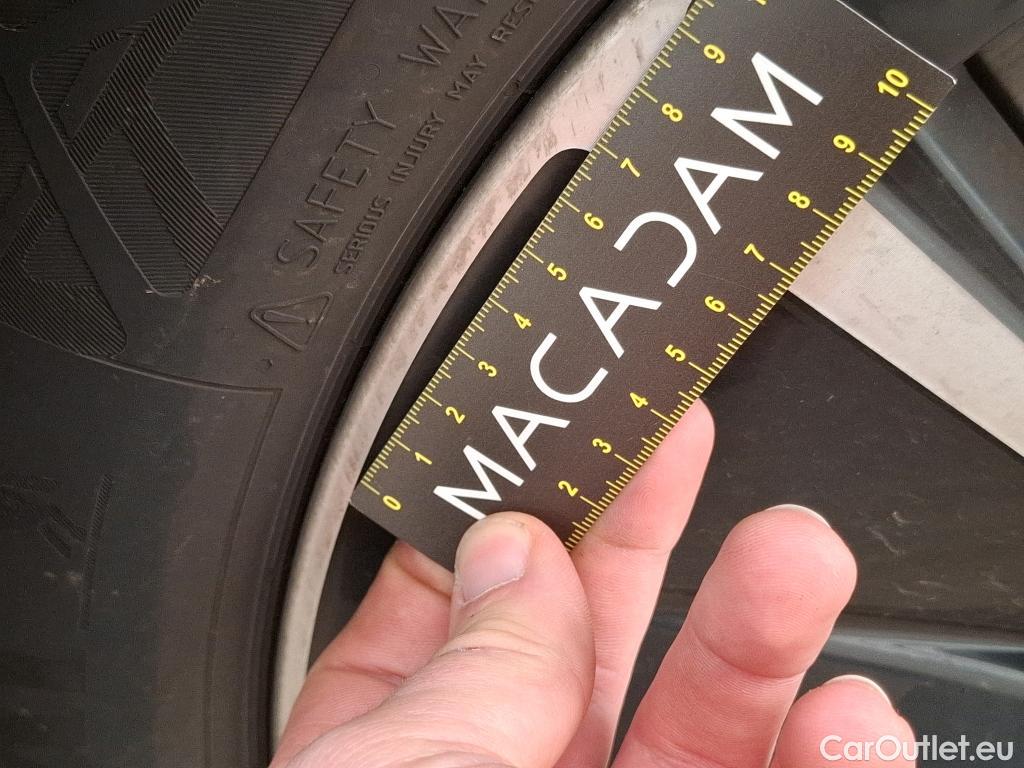 SAFETY WA
SERIOUS INJURY MAY RES
MACADAM
0 1 2 3 4 5 6 7 8 9
2 3 4 5 6 7 8 9 10
CarOutlet.eu